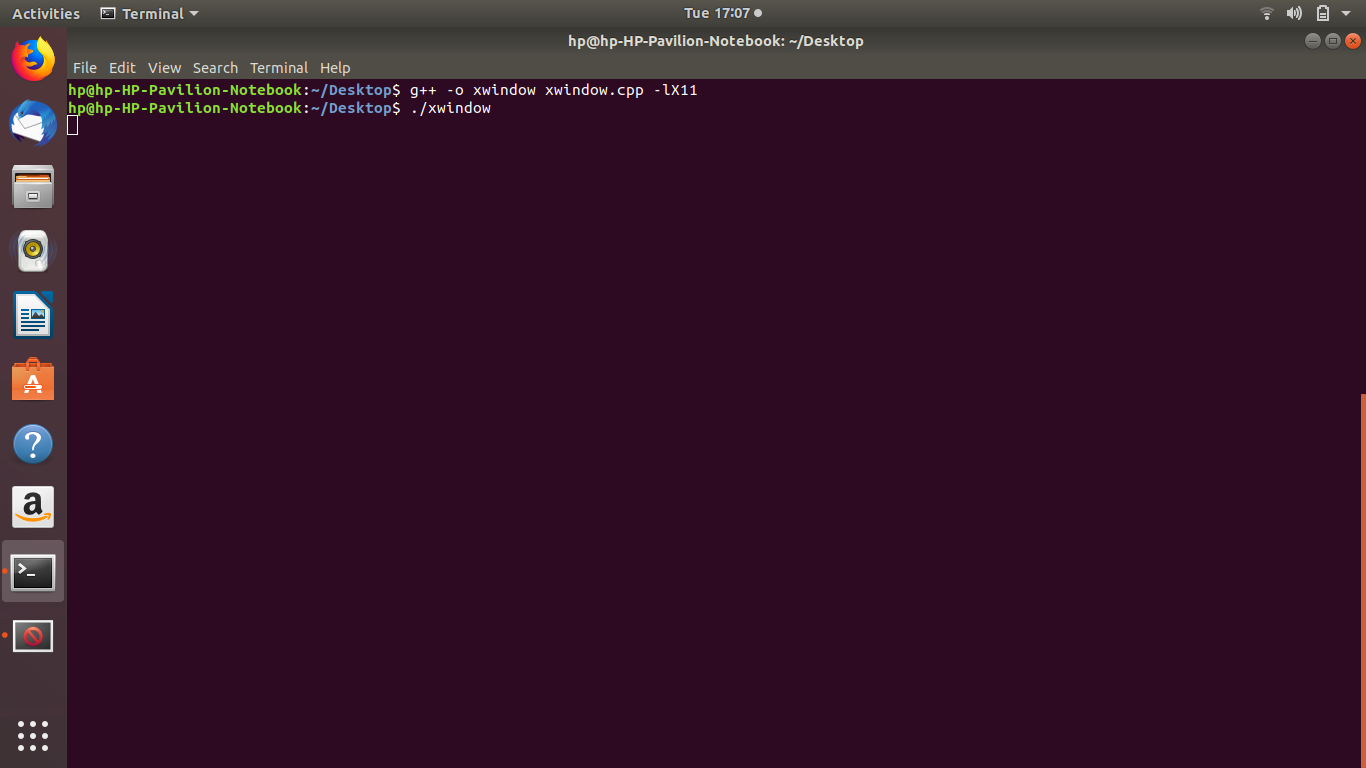 Activities Terminal Tue 17:07
hp@hp-HP-Pavilion-Notebook: ~/Desktop
File Edit View Search Terminal Help
hp@hp-HP-Pavilion-Notebook:~/Desktop$ g++ -o xwindow xwindow.cpp -lX11
hp@hp-HP-Pavilion-Notebook:~/Desktop$ ./xwindow